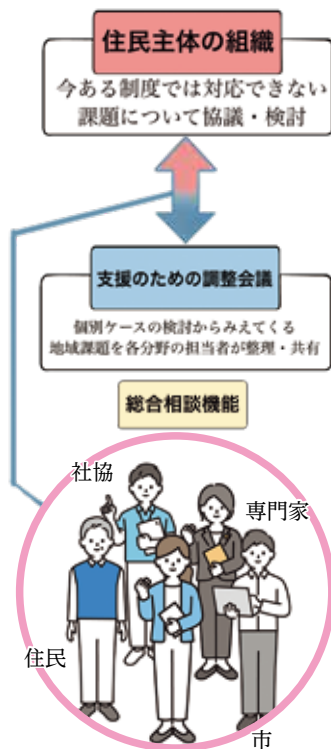 住民主体の組織
今ある制度では対応できない
課題について協議・検討
支援のための調整会議
個別ケースの検討からみえてくる
地域課題を各分野の担当者が整理・共有
総合相談機能
社協
専門家
住民
市